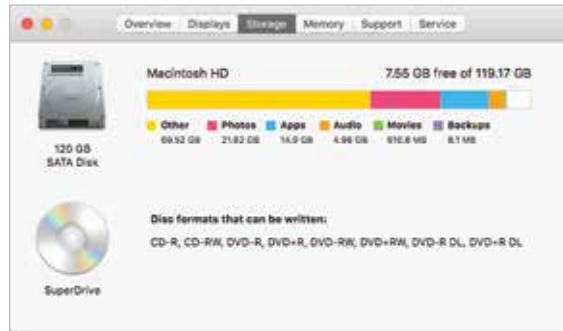 Overview Displays Storage Memory Support Service
Macintosh HD 7.55 GB free of 119.17 GB
Other Photos Apps Audio Movies Backups
69.52 GB 21.82 GB 14.9 GB 4.96 GB 610.8 MB 8.1 MB
120 GB
SATA Disk
Disc formats that can be written:
CD-R, CD-RW, DVD-R, DVD+R, DVD-RW, DVD+RW, DVD-R DL, DVD+R DL
SuperDrive